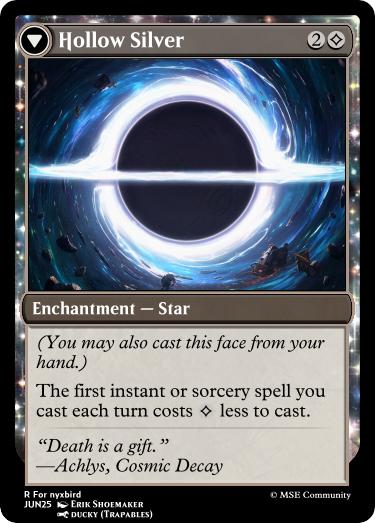 Hollow Silver 2
Enchantment — Star
(You may also cast this face from your
hand.)
The first instant or sorcery spell you
cast each turn costs less to cast.
“Death is a gift.”
—Achlys, Cosmic Decay
R For nyxbird
JUN25 Erik Shoemaker © MSE Community
ducky (Trapables)